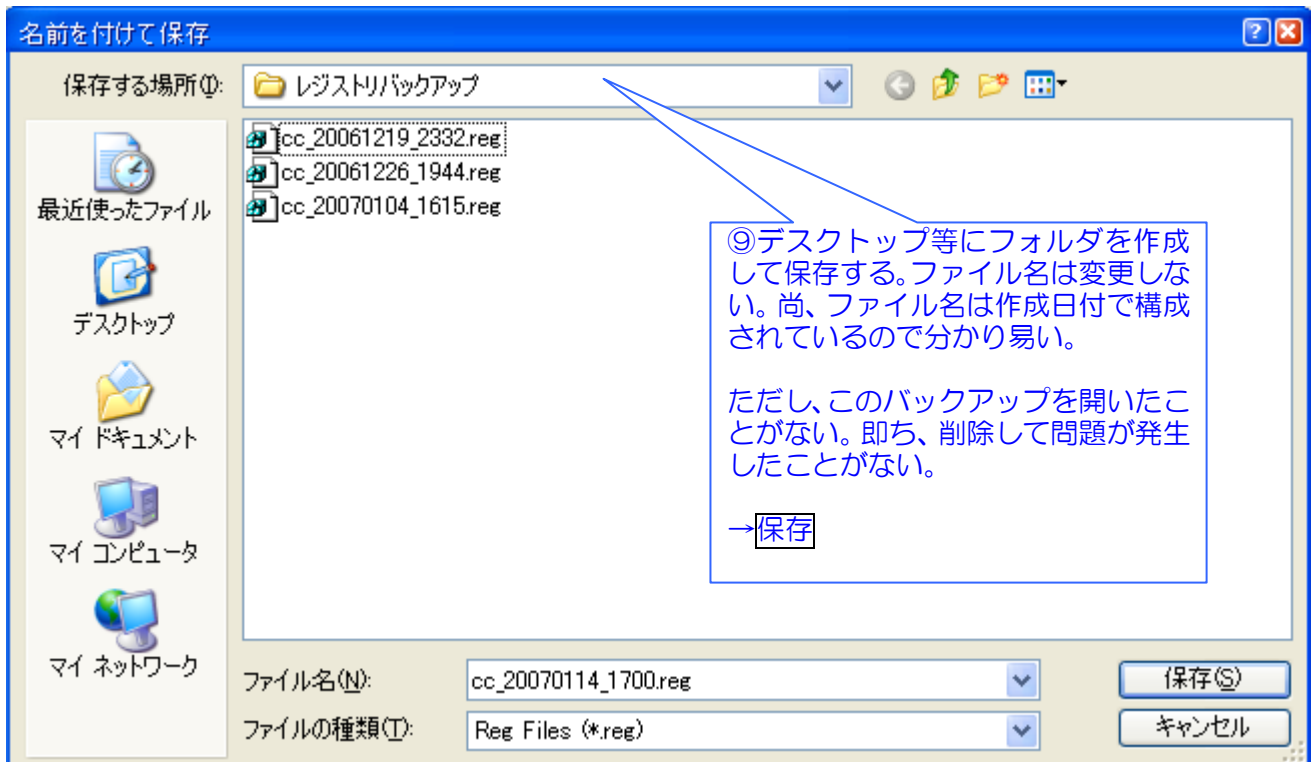 名前を付けて保存
保存する場所(I):
レジストリバックアップ
cc_20061219_2332.reg
cc_20061226_1944.reg
cc_20070104_1615.reg
最近使ったファイル
デスクトップ
マイ ドキュメント
マイ コンピュータ
マイ ネットワーク
⑨デスクトップ等にフォルダを作成
して保存する。ファイル名は変更しな
い。尚、ファイル名は作成日付で構成
されているので分かり易い。
ただし、このバックアップを開いたこ
とがない。即ち、削除して問題が発生
したことがない。
→保存
ファイル名(N):
cc_20070114_1700.reg
保存(S)
ファイルの種類(T):
Reg Files (*.reg)
キャンセル